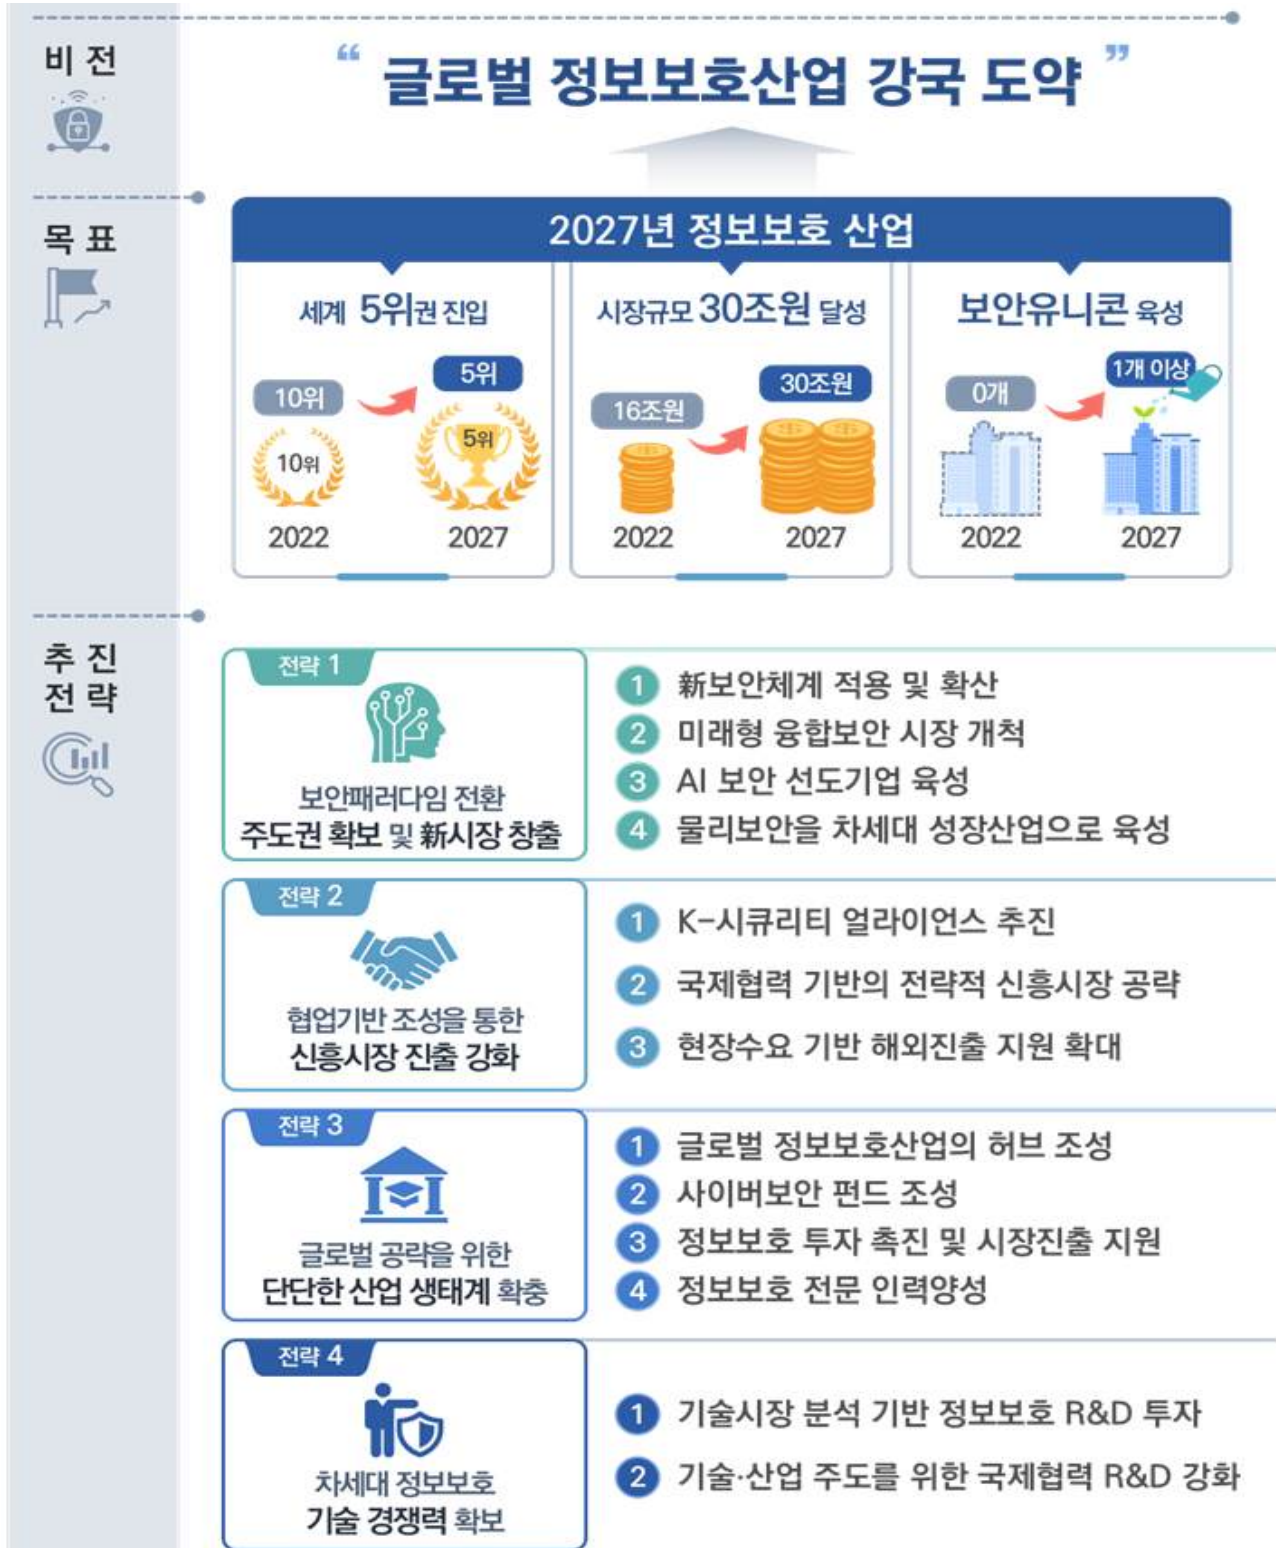 비 전
“ 글로벌 정보보호산업 강국 도약 ”
목 표
2027년 정보보호 산업
세계 5위권 진입
10위
5위
10위
5위
2022
2027
시장규모 30조원 달성
16조원
30조원
2022
2027
보안유니콘 육성
0개
1개 이상
2022
2027
추 진
전 략
전략 1
보안패러다임 전환
주도권 확보 및 新시장 창출
1 新보안체계 적용 및 확산
2 미래형 융합보안 시장 개척
3 AI 보안 선도기업 육성
4 물리보안을 차세대 성장산업으로 육성
전략 2
협업기반 조성을 통한
신흥시장 진출 강화
1 K-시큐리티 얼라이언스 추진
2 국제협력 기반의 전략적 신흥시장 공략
3 현장수요 기반 해외진출 지원 확대
전략 3
글로벌 공략을 위한
단단한 산업 생태계 확충
1 글로벌 정보보호산업의 허브 조성
2 사이버보안 펀드 조성
3 정보보호 투자 촉진 및 시장진출 지원
4 정보보호 전문 인력양성
전략 4
차세대 정보보호
기술 경쟁력 확보
1 기술시장 분석 기반 정보보호 R&D 투자
2 기술·산업 주도를 위한 국제협력 R&D 강화